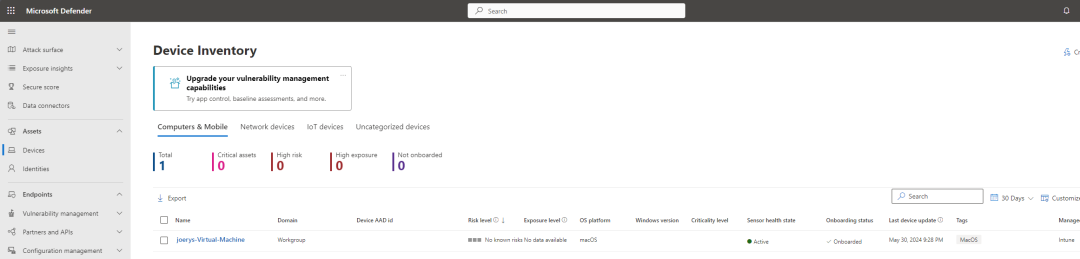 Microsoft Defender
Search
Attack surface
Exposure insights
Secure score
Data connectors
Assets
Devices
Identities
Endpoints
Vulnerability management
Partners and APIs
Configuration management
Device Inventory
Upgrade your vulnerability management
capabilities
Try app control, baseline assessments, and more.
Computers & Mobile Network devices IoT devices Uncategorized devices
Total Critical assets High risk High exposure Not onboarded
1 0 0 0 0
Export Search 30 Days Customize
Name Domain Device AAD id Risk level Exposure level OS platform Windows version Criticality level Sensor health state Onboarding status Last device update Tags Manage
joerys-Virtual-Machine Workgroup No known risks No data available macOS Active Onboarded May 30, 2024 9:28 PM MacOS Intune